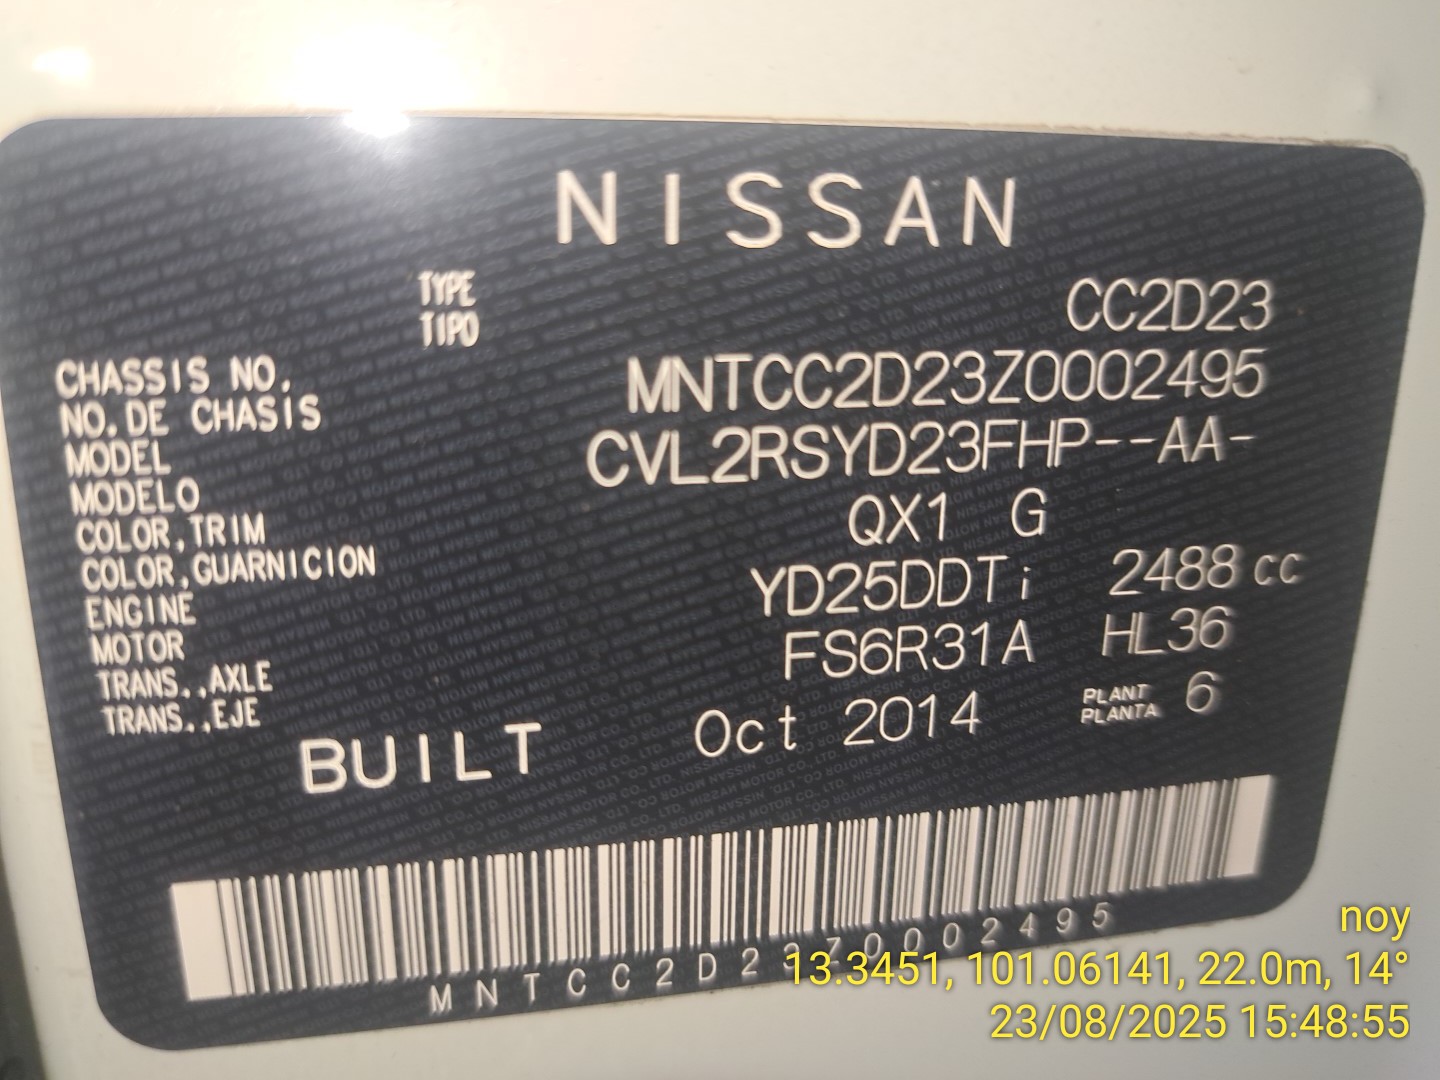 NISSAN
TYPE
TIPO
CC2D23
CHASSIS NO.
NO.DE CHASIS
MNTCC2D23Z0002495
MODEL
MODELO
CVL2RSYD23FHP--AA-
COLOR,TRIM
COLOR,GUARNICION
QX1 G
ENGINE
MOTOR
YD25DDTi 2488cc
TRANS.,AXLE
TRANS.,EJE
FS6R31A HL36
BUILT Oct 2014
PLANT
PLANTA
6
MNTCC2D23Z0002495
noy
13.3451, 101.06141, 22.0m, 14°
23/08/2025 15:48:55